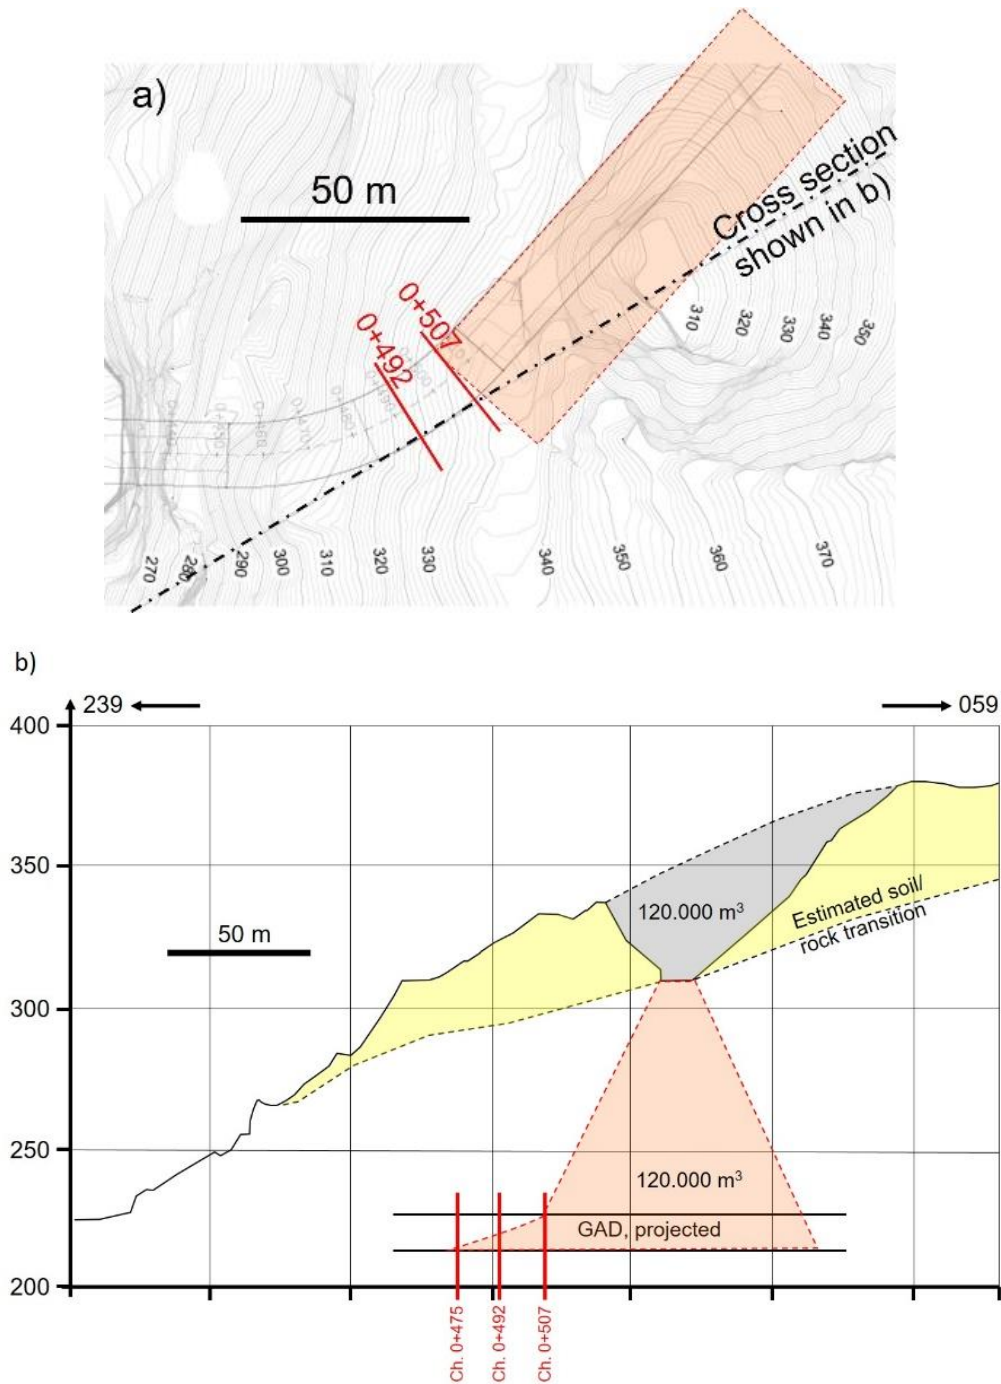 a)
50 m
Cross section
shown in b)
0+507
0+492
310
320
330
340
350
270
280
290
300
310
320
330
340
350
360
370
b)
239
059
400
350
300
250
200
50 m
120.000 m³
Estimated soil/
rock transition
120.000 m³
GAD, projected
Ch. 0+475
Ch. 0+492
Ch. 0+507